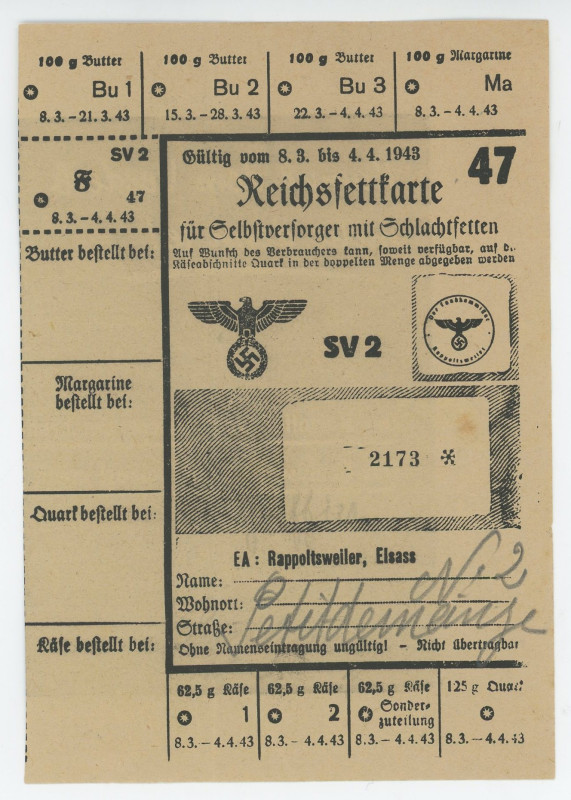 100 g Butter
Bu 1
8. 3. - 21. 3. 43
100 g Butter
Bu 2
15. 3. - 28. 3. 43
100 g Butter
Bu 3
22. 3. - 4. 4. 43
100 g Margarine
Ma
8. 3. - 4. 4. 43
SV 2
F
47
8. 3. - 4. 4. 43
Butter bestellt bei:
Margarine
bestellt bei:
Quark bestellt bei:
Käse bestellt bei:
Gültig vom 8. 3. bis 4. 4. 1943
47
Reichsfettkarte
für Selbstversorger mit Schlachtfetten
Auf Wunsch des Verbrauchers kann, soweit verfügbar, auf d.
Käseabschnitte Quark in der doppelten Menge abgegeben werden
SV 2
Der Landkommissar
Rappoltsweiler
2173 *
EA: Rappoltsweiler, Elsass
Name:
Wohnort:
Straße:
Nr. 2
Petitdemange
Ohne Namenseintragung ungültig! - Nicht übertragbar
62,5 g Käse
1
8. 3. - 4. 4. 43
62,5 g Käse
2
8. 3. - 4. 4. 43
62,5 g Käse
Sonder-
zuteilung
8. 3. - 4. 4. 43
125 g Quark
8. 3. - 4. 4. 43